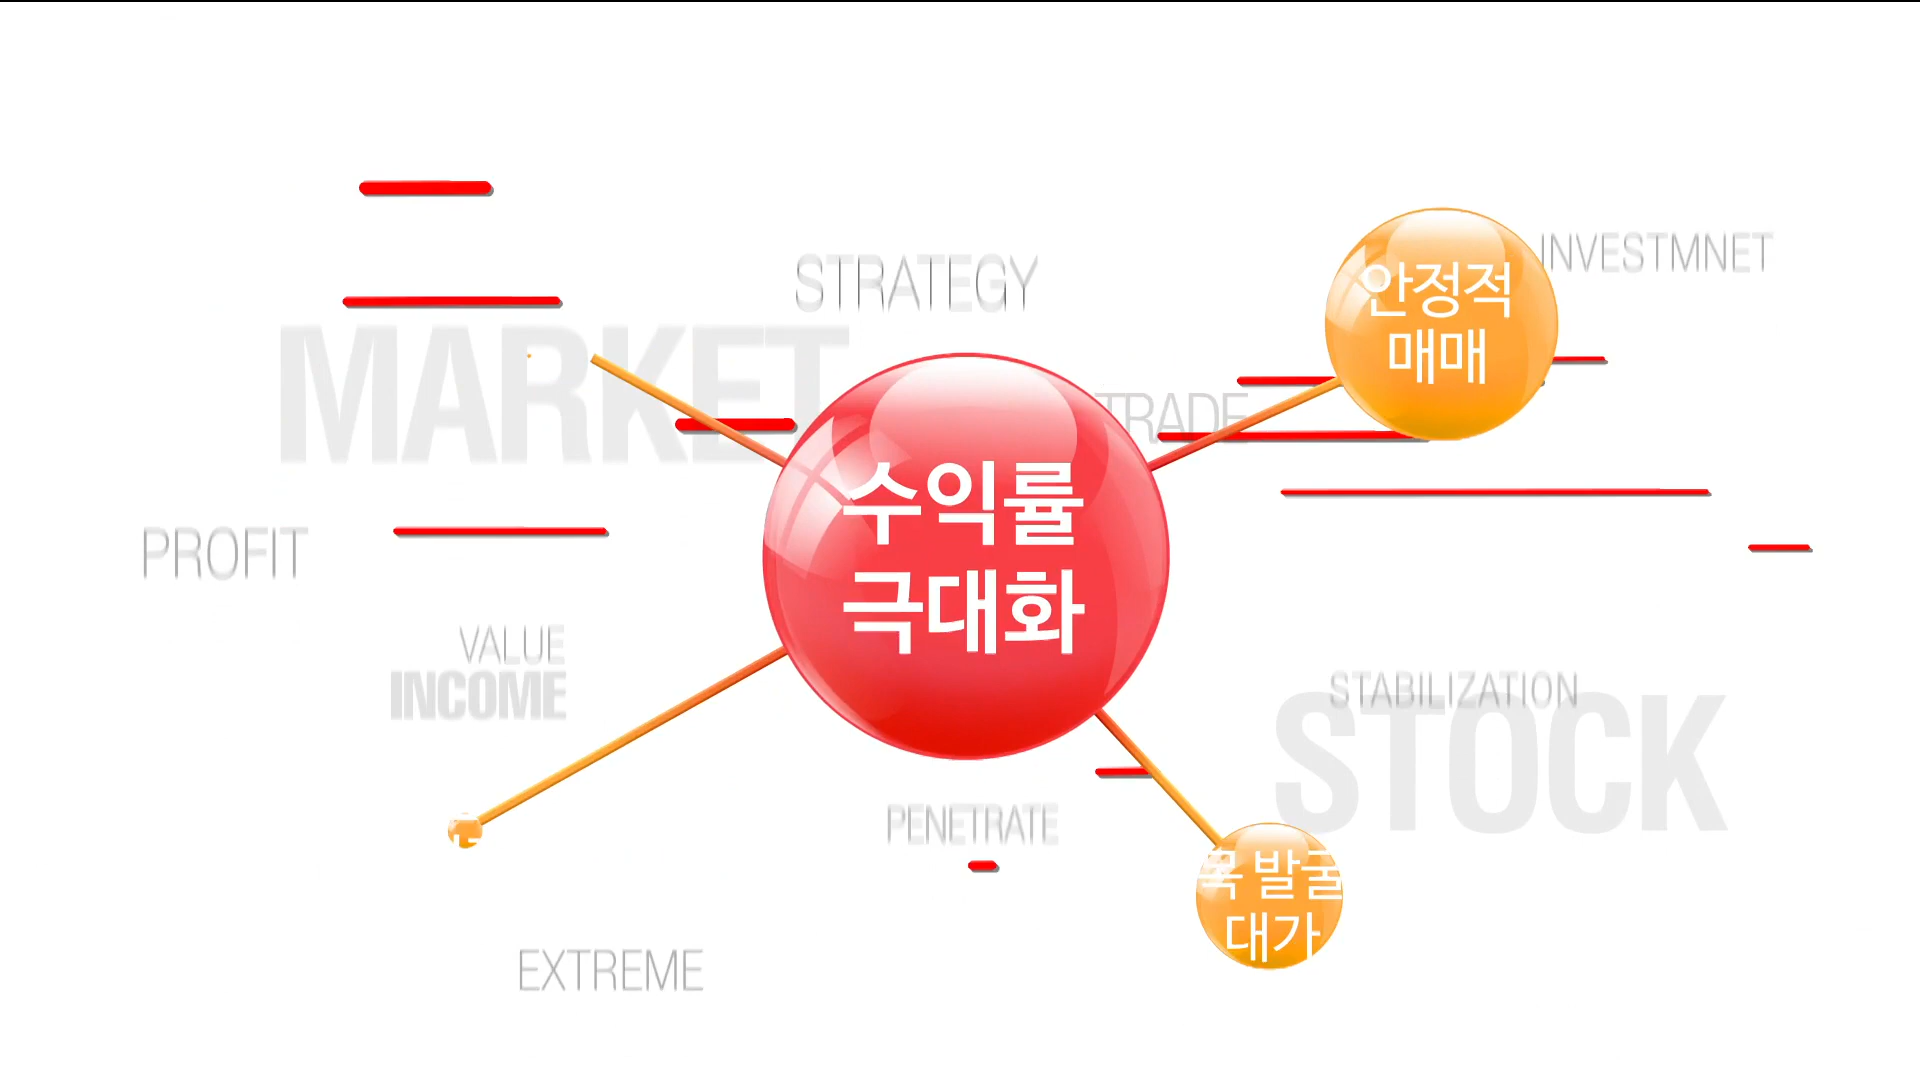 STRATEGY
INVESTMNET
안정적
매매
MARKET
TRADE
수익률
극대화
PROFIT
VALUE
INCOME
STABILIZATION
STOCK
PENETRATE
발굴
대가
EXTREME